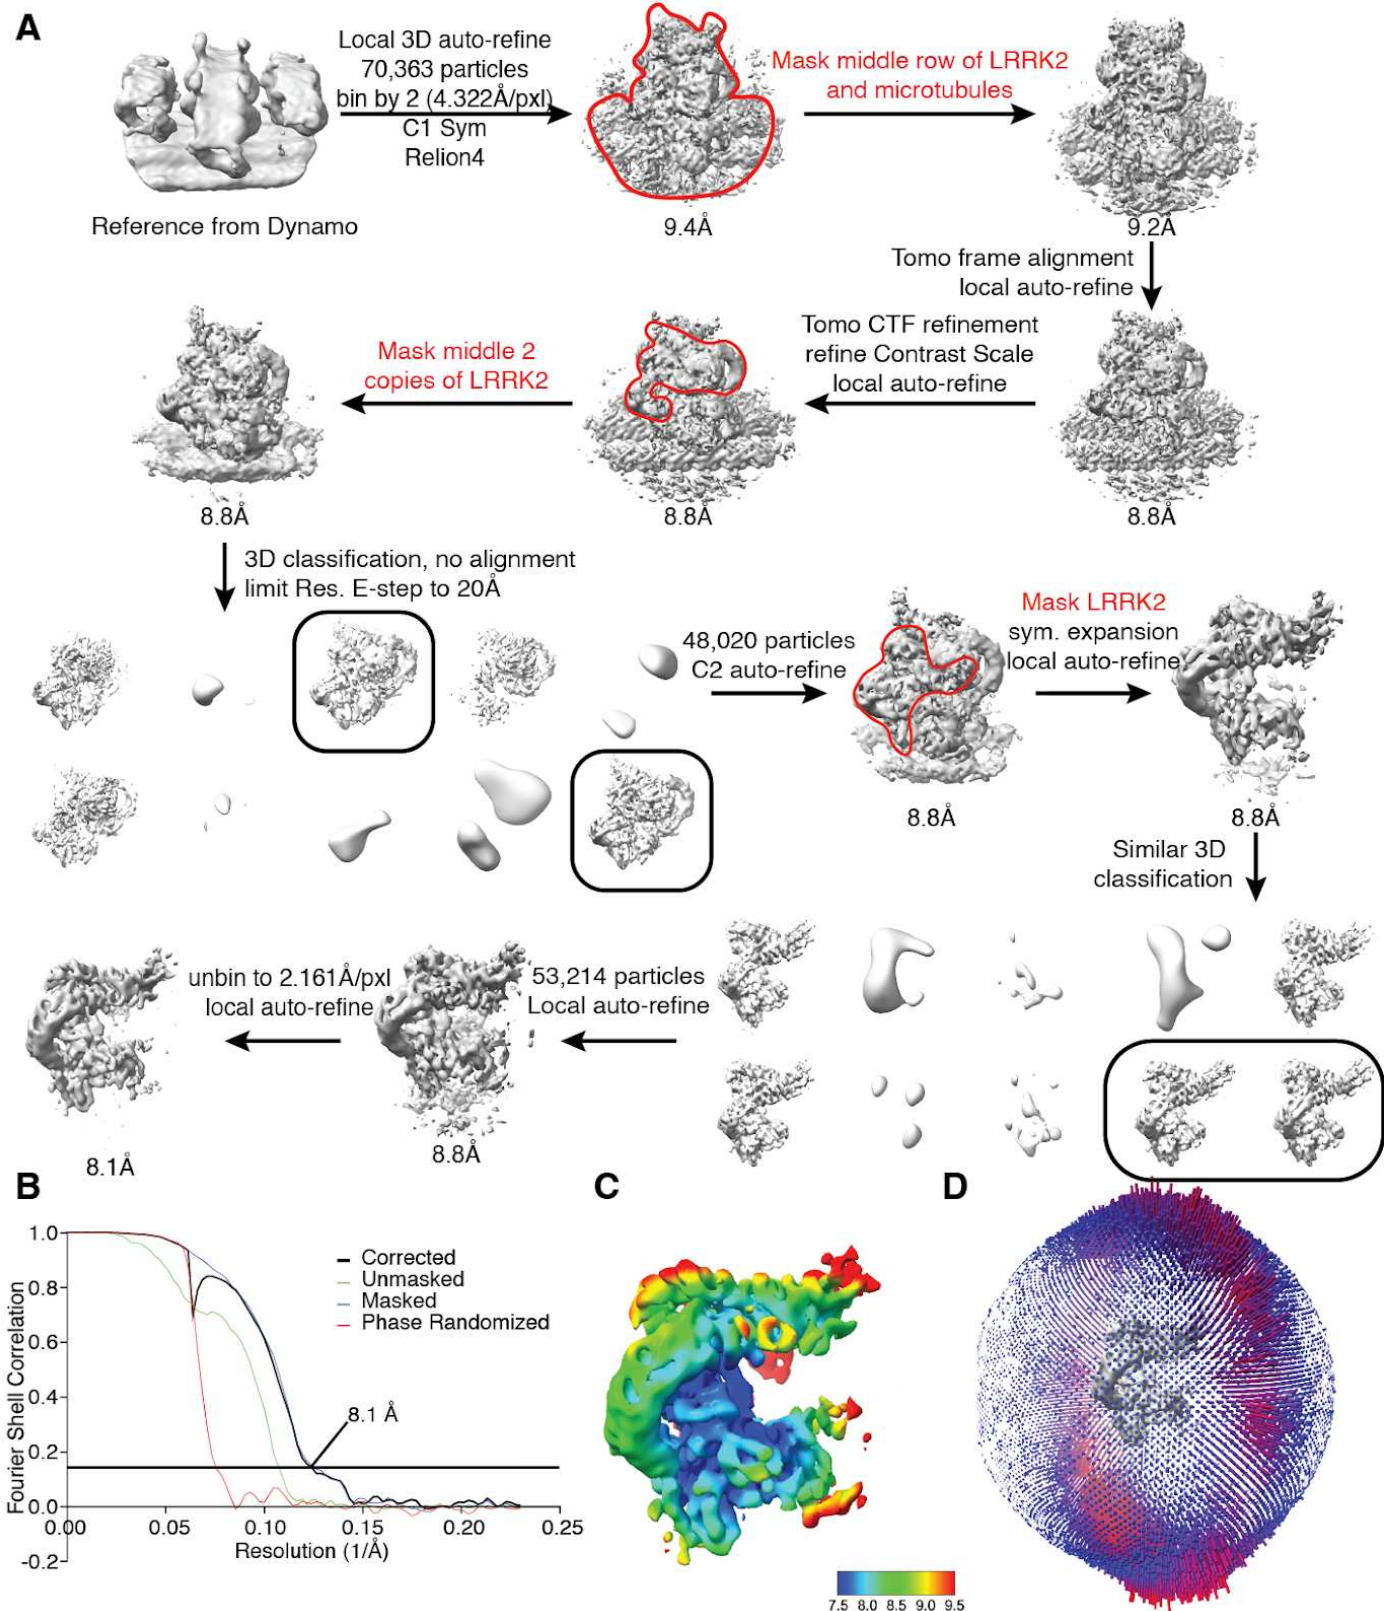 A
Local 3D auto-refine
70,363 particles
bin by 2 (4.322Å/pxl)
C1 Sym
Relion4
Mask middle row of LRRK2
and microtubules
Reference from Dynamo
9.4Å
9.2Å
Tomo frame alignment
local auto-refine
Tomo CTF refinement
refine Contrast Scale
local auto-refine
Mask middle 2
copies of LRRK2
8.8Å
8.8Å
8.8Å
3D classification, no alignment
limit Res. E-step to 20Å
48,020 particles
C2 auto-refine
Mask LRRK2
sym. expansion
local auto-refine
8.8Å
8.8Å
Similar 3D
classification
unbin to 2.161Å/pxl
local auto-refine
53,214 particles
Local auto-refine
8.1Å
8.8Å
B
C
D
Fourier Shell Correlation
1.0
0.8
0.6
0.4
0.2
0.0
-0.2
Corrected
Unmasked
Masked
Phase Randomized
8.1 Å
0.00
0.05
0.10
0.15
0.20
0.25
Resolution (1/Å)
7.5 8.0 8.5 9.0 9.5